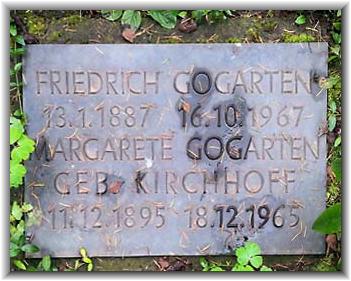 FRIEDRICH GOGARTEN
13.1.1887 16.10.1967
MARGARETE GOGARTEN
GEB. KIRCHHOFF
11.12.1895 18.12.1965